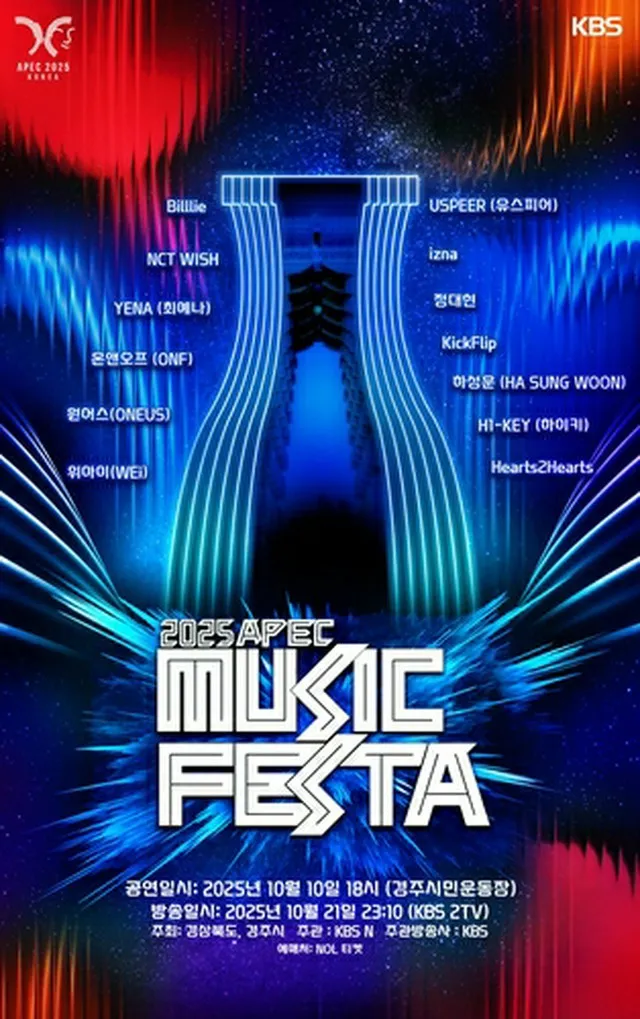 APEC 2025
KOREA
KBS
Billlie
NCT WISH
YENA (최예나)
온앤오프 (ONF)
원어스(ONEUS)
위아이(WEi)
USPEER (유스피어)
izna
정대현
KickFlip
하성운 (HA SUNG WOON)
H1-KEY (하이키)
Hearts2Hearts
2025 APEC
MUSIC
FESTA
공연일시: 2025년 10월 10일 18시 (경주시민운동장)
방송일시: 2025년 10월 21일 23:10 (KBS 2TV)
주최: 경상북도, 경주시 주관 : KBS N 주관방송사 : KBS
예매처: NOL 티켓